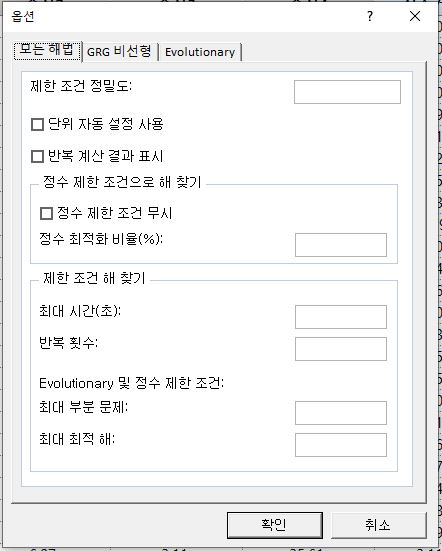 옵션
?
모든 해법 GRG 비선형 Evolutionary
제한 조건 정밀도:
단위 자동 설정 사용
반복 계산 결과 표시
정수 제한 조건으로 해 찾기
정수 제한 조건 무시
정수 최적화 비율(%):
제한 조건 해 찾기
최대 시간(초):
반복 횟수:
Evolutionary 및 정수 제한 조건:
최대 부분 문제:
최대 최적 해:
확인 취소